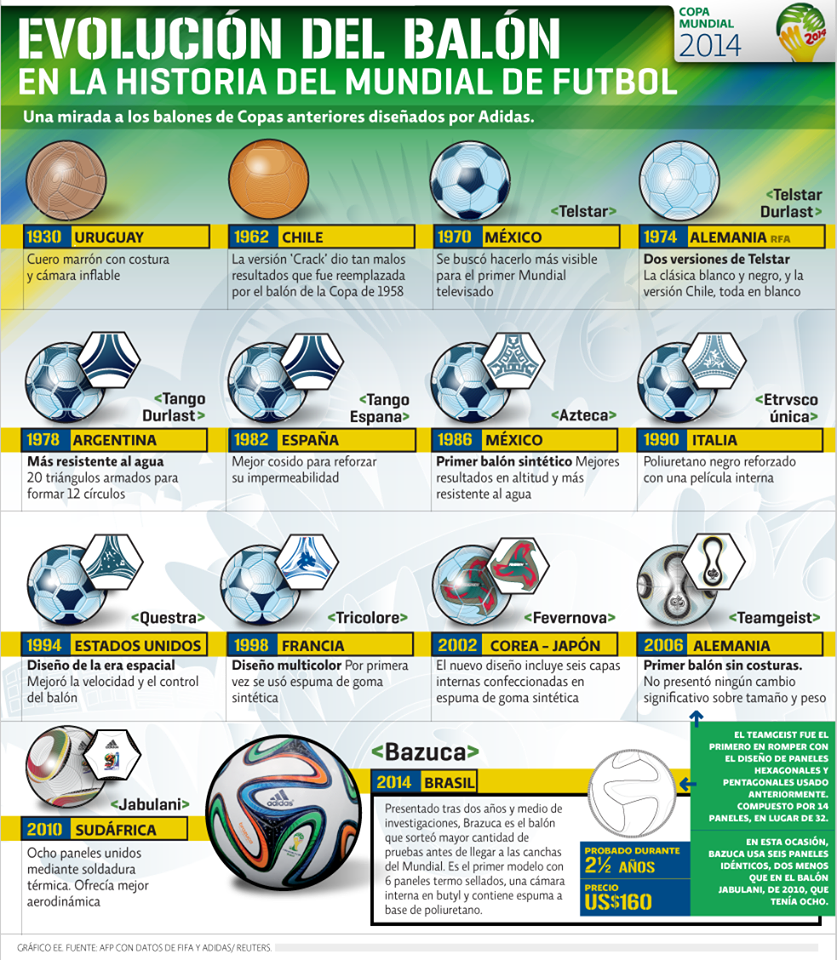 EVOLUCIÓN DEL BALÓN
EN LA HISTORIA DEL MUNDIAL DE FUTBOL
Una mirada a los balones de Copas anteriores diseñados por Adidas.
COPA
MUNDIAL
2014
2014
1930 URUGUAY
Cuero marrón con costura
y cámara inflable
1962 CHILE
La versión 'Crack' dio tan malos
resultados que fue reemplazada
por el balón de la Copa de 1958
<Telstar>
1970 MÉXICO
Se buscó hacerlo más visible
para el primer Mundial
televisado
<Telstar
Durlast>
1974 ALEMANIA RFA
Dos versiones de Telstar
La clásica blanco y negro, y la
versión Chile, toda en blanco
<Tango
Durlast>
1978 ARGENTINA
Más resistente al agua
20 triángulos armados para
formar 12 círculos
<Tango
Espana>
1982 ESPAÑA
Mejor cosido para reforzar
su impermeabilidad
<Azteca>
1986 MÉXICO
Primer balón sintético Mejores
resultados en altitud y más
resistente al agua
<Etrvsco
única>
1990 ITALIA
Poliuretano negro reforzado
con una película interna
<Questra>
1994 ESTADOS UNIDOS
Diseño de la era espacial
Mejoró la velocidad y el control
del balón
<Tricolore>
1998 FRANCIA
Diseño multicolor Por primera
vez se usó espuma de goma
sintética
<Fevernova>
2002 COREA – JAPÓN
El nuevo diseño incluye seis capas
internas confeccionadas en
espuma de goma sintética
<Teamgeist>
2006 ALEMANIA
Primer balón sin costuras.
No presentó ningún cambio
significativo sobre tamaño y peso
<Jabulani>
2010 SUDÁFRICA
Ocho paneles unidos
mediante soldadura
térmica. Ofrecía mejor
aerodinámica
adidas
<Bazuca>
2014 BRASIL
Presentado tras dos años y medio de
investigaciones, Brazuca es el balón
que sorteó mayor cantidad de
pruebas antes de llegar a las canchas
del Mundial. Es el primer modelo con
6 paneles termo sellados, una cámara
interna en butyl y contiene espuma a
base de poliuretano.
PROBADO DURANTE
2½ AÑOS
PRECIO
US$160
EL TEAMGEIST FUE EL
PRIMERO EN ROMPER CON
EL DISEÑO DE PANELES
HEXAGONALES Y
PENTAGONALES USADO
ANTERIORMENTE.
COMPUESTO POR 14
PANELES, EN LUGAR DE 32.
EN ESTA OCASIÓN,
BAZUCA USA SEIS PANELES
IDÉNTICOS, DOS MENOS
QUE EN EL BALÓN
JABULANI, DE 2010, QUE
TENÍA OCHO.
GRÁFICO EE. FUENTE: AFP CON DATOS DE FIFA Y ADIDAS/ REUTERS.